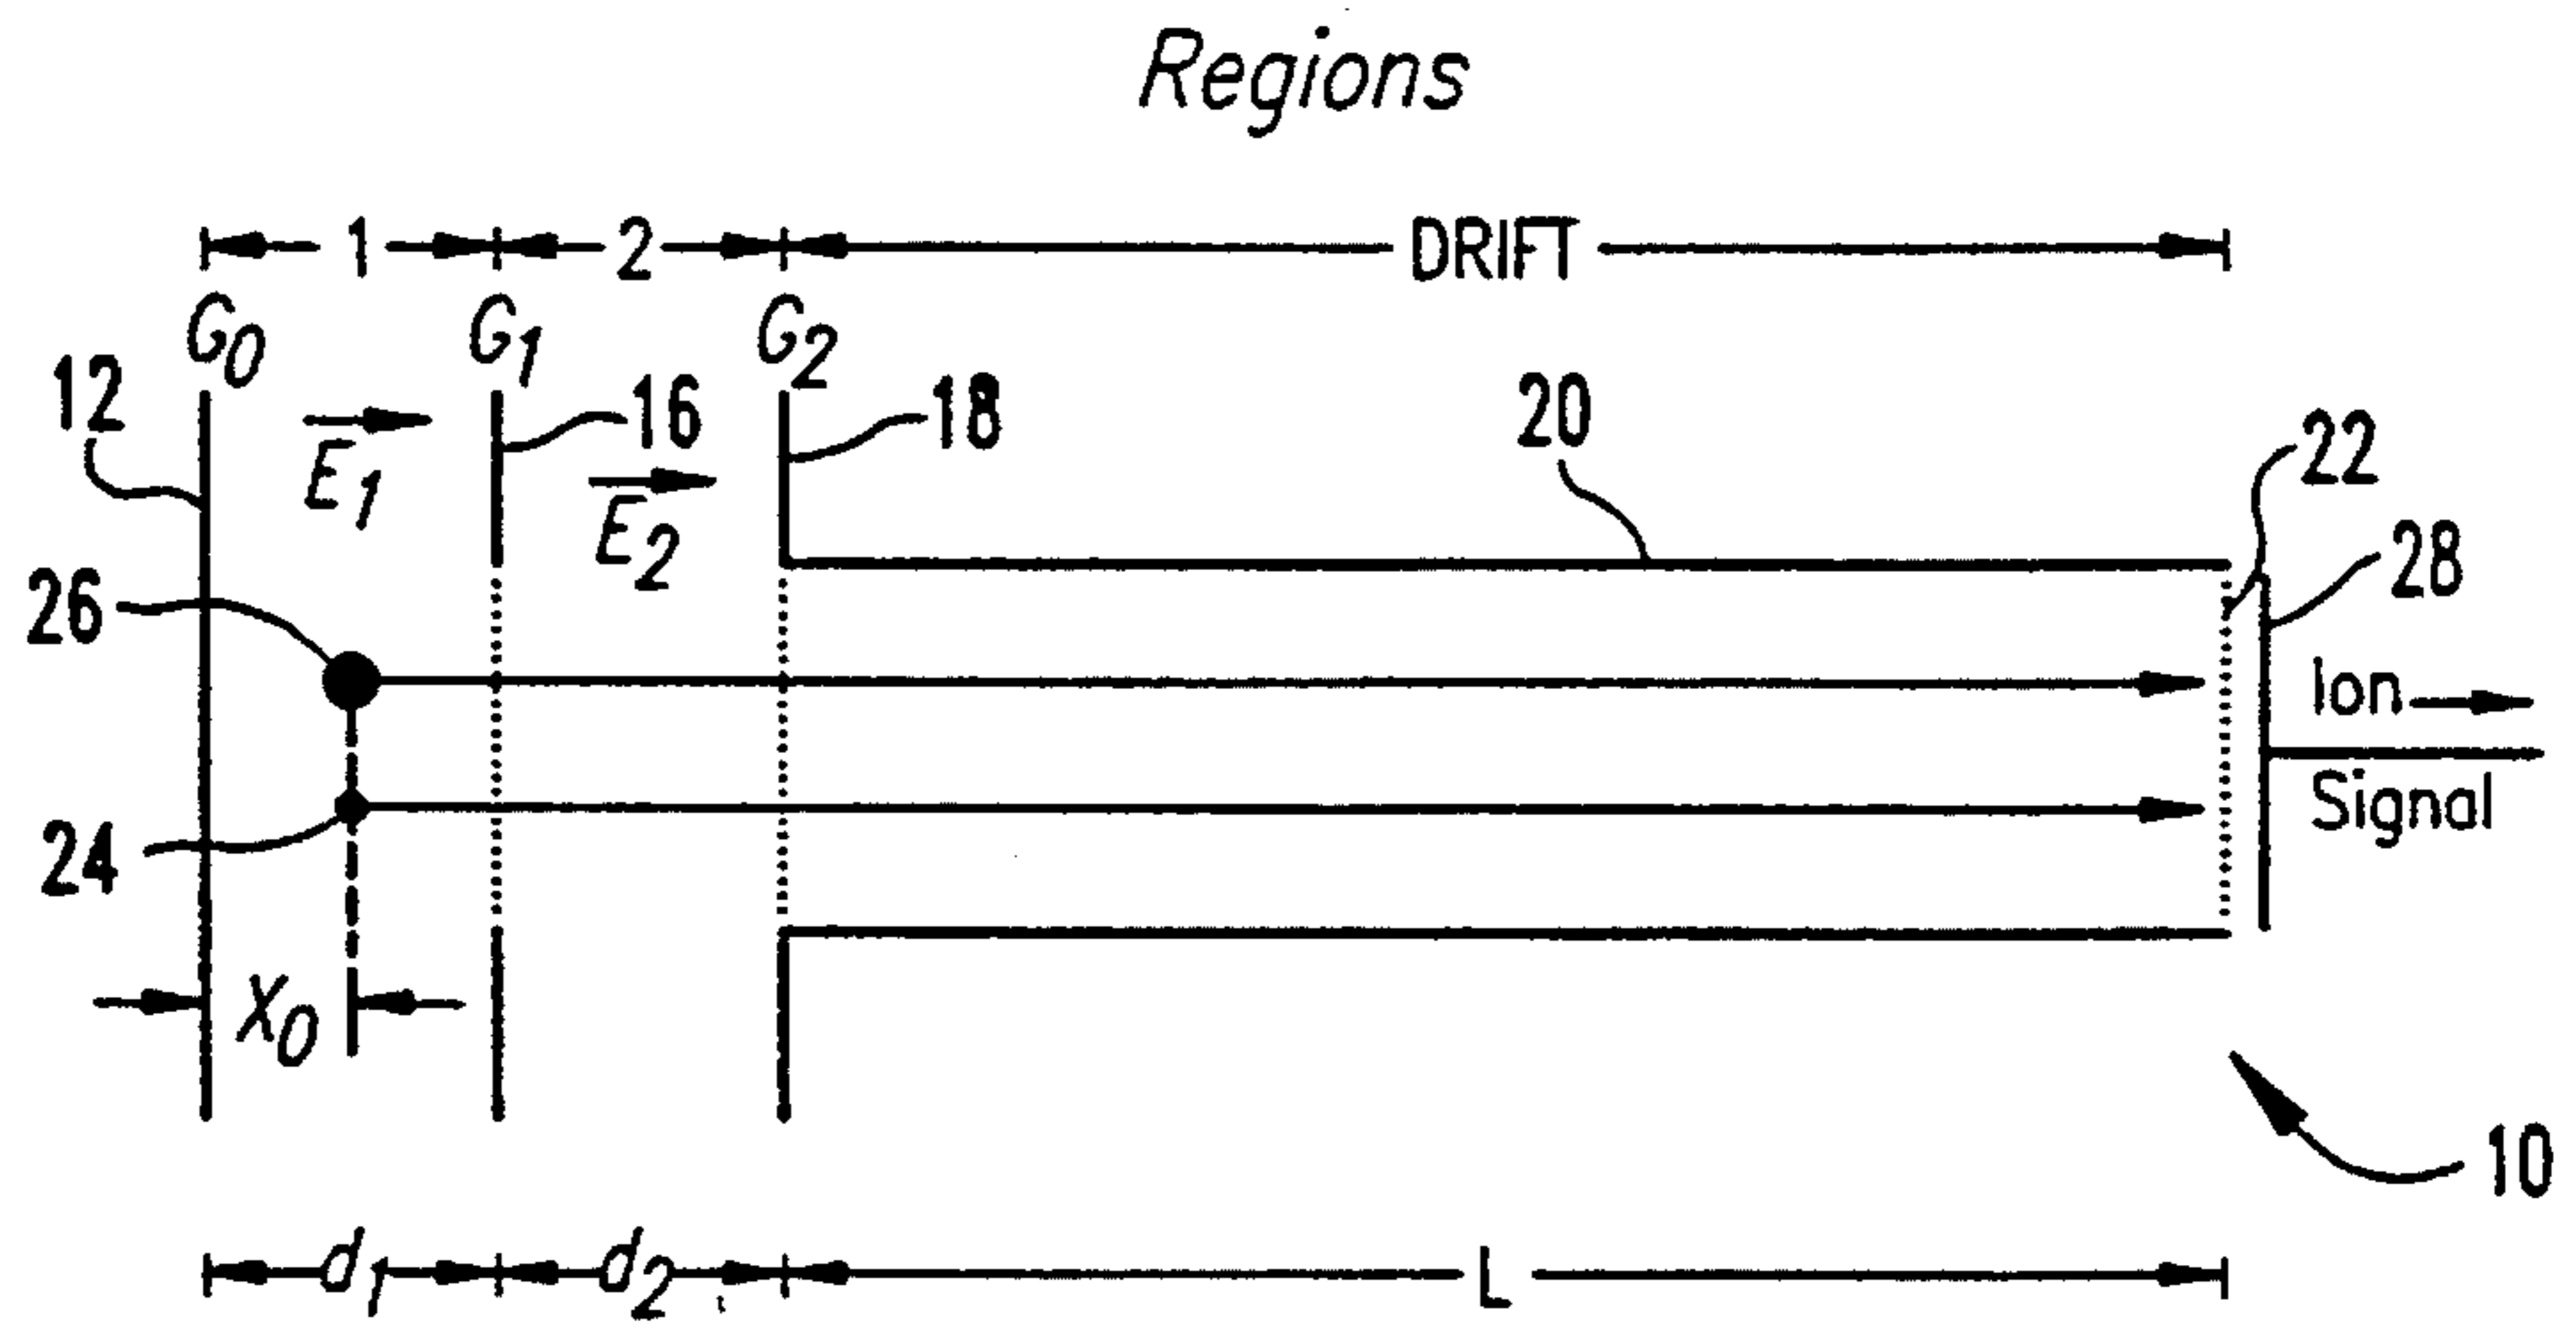 Regions
1 2 DRIFT
G0 G1 G2
12 16 18 20 22
E1
E2
28
26
Ion
24
Signal
X0
10
d1 d2 L